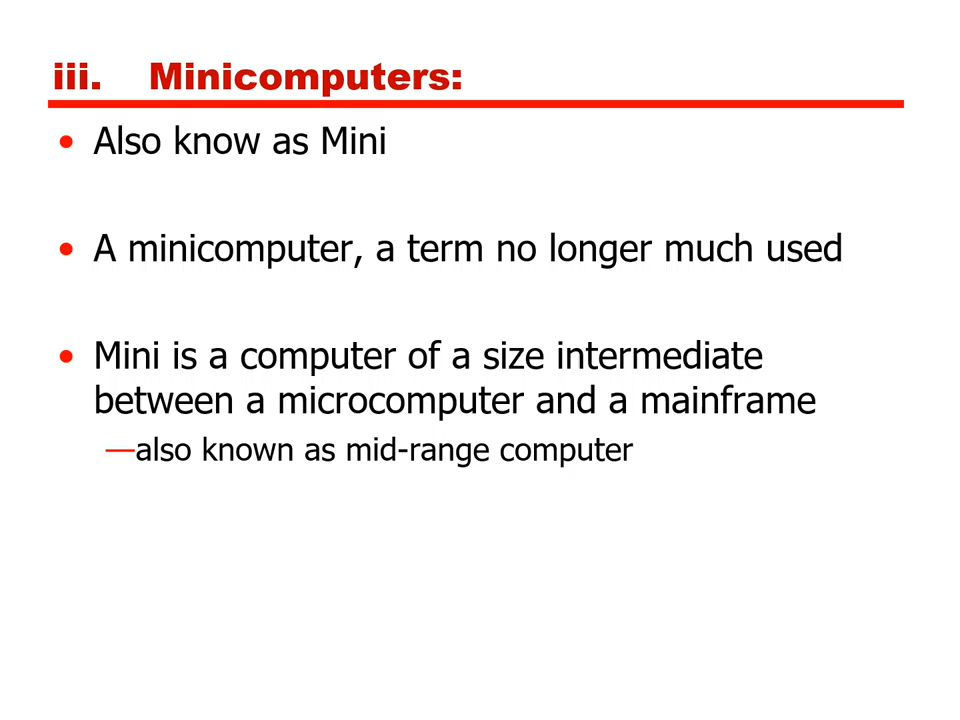 iii. Minicomputers:
• Also know as Mini
• A minicomputer, a term no longer much used
• Mini is a computer of a size intermediate
between a microcomputer and a mainframe
—also known as mid-range computer